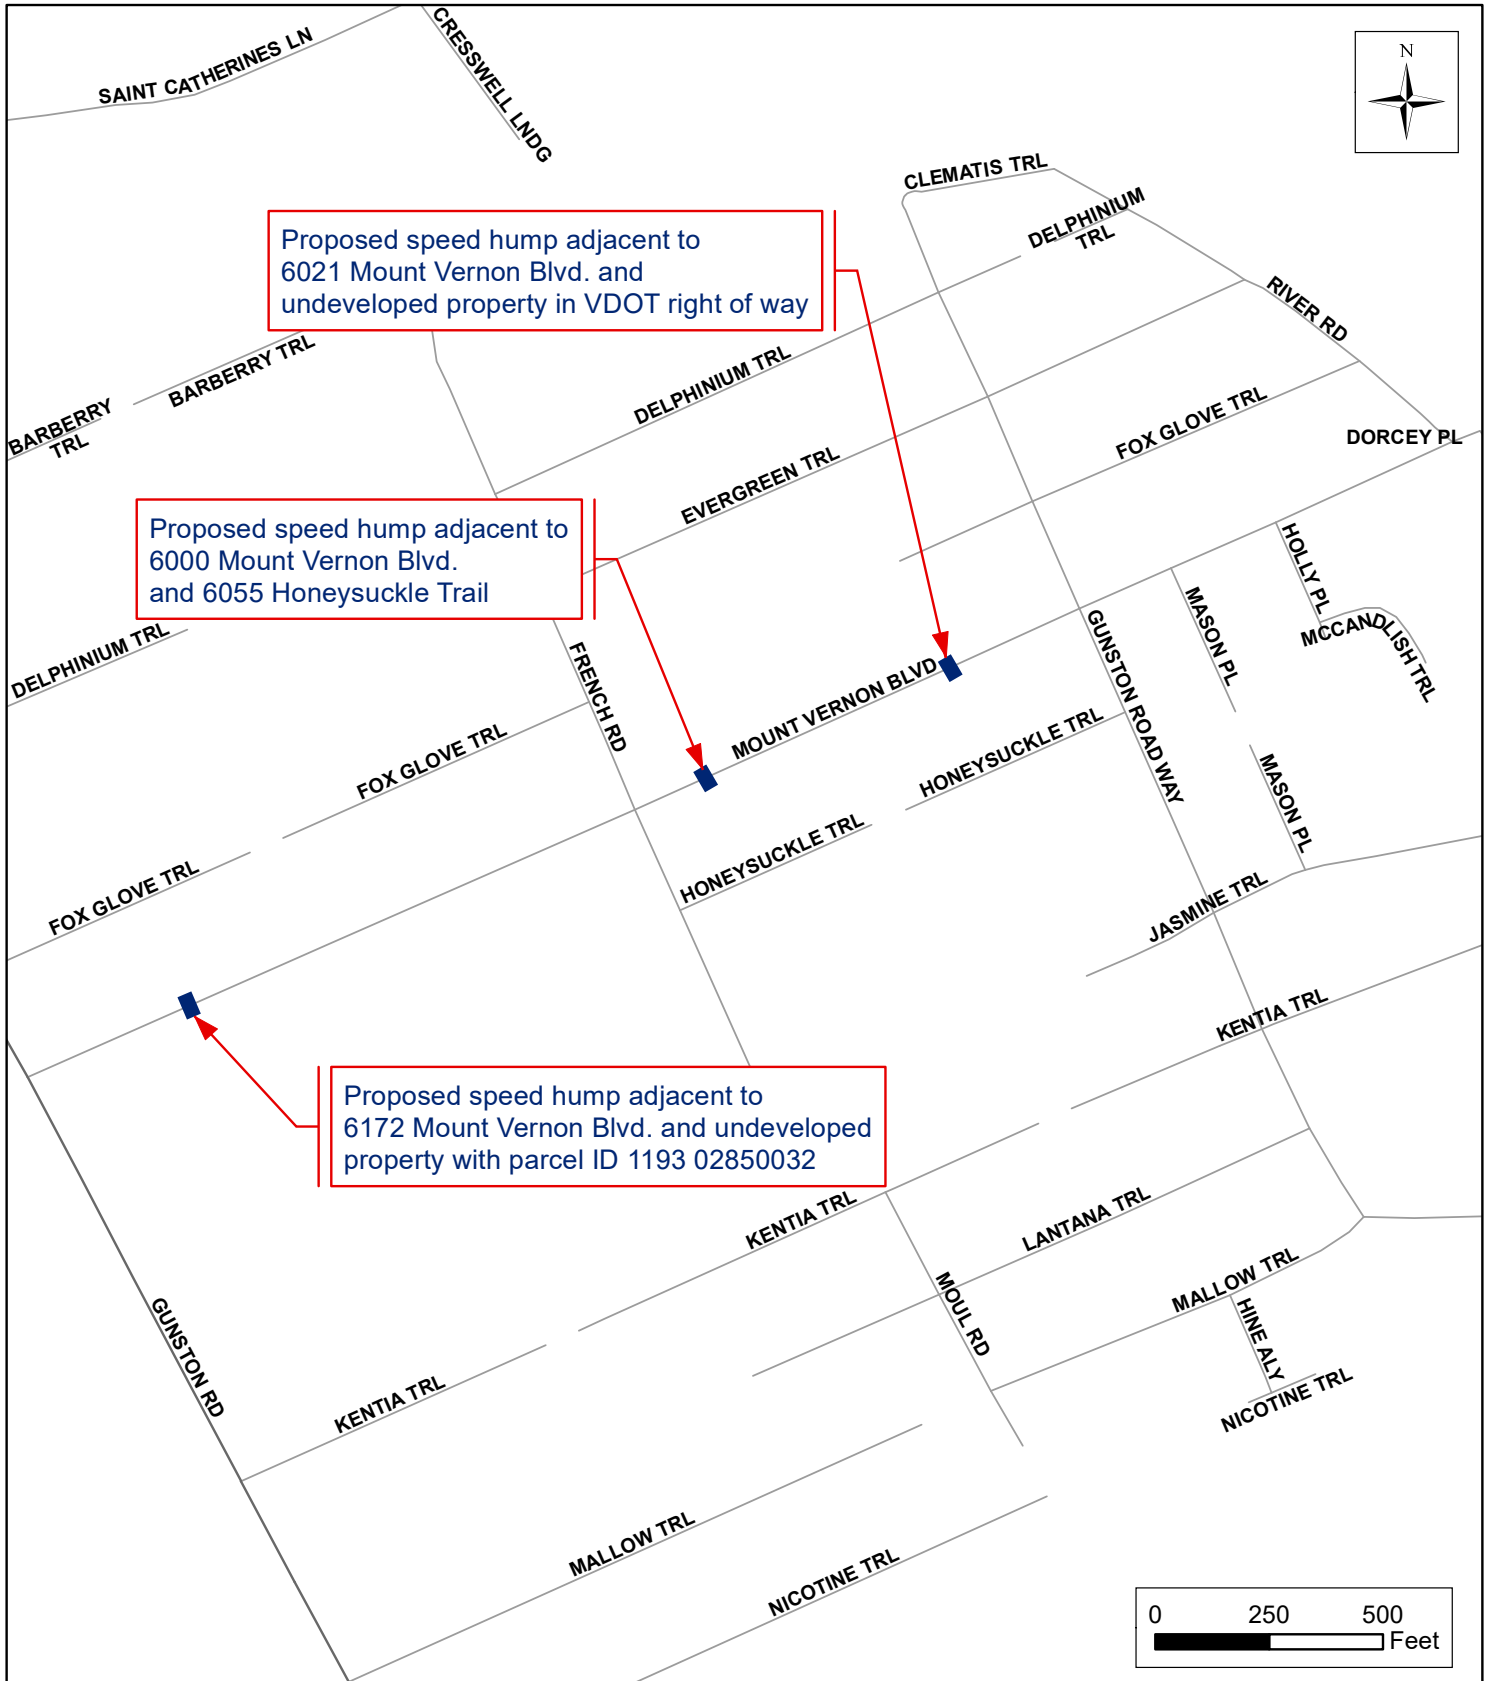 SAINT CATHERINES LN
CRESSWELL LNDG
N
CLEMATIS TRL
DELPHINIUM
TRL
Proposed speed hump adjacent to
6021 Mount Vernon Blvd. and
undeveloped property in VDOT right of way
RIVER RD
BARBERRY TRL
BARBERRY
TRL
DELPHINIUM TRL
FOX GLOVE TRL
DORCEY PL
EVERGREEN TRL
Proposed speed hump adjacent to
6000 Mount Vernon Blvd.
and 6055 Honeysuckle Trail
HOLLY PL
MASON PL
MCCANDLISH TRL
DELPHINIUM TRL
FRENCH RD
GUNSTON ROAD WAY
MOUNT VERNON BLVD
HONEYSUCKLE TRL
FOX GLOVE TRL
MASON PL
HONEYSUCKLE TRL
FOX GLOVE TRL
JASMINE TRL
KENTIA TRL
Proposed speed hump adjacent to
6172 Mount Vernon Blvd. and undeveloped
property with parcel ID 1193 02850032
KENTIA TRL
LANTANA TRL
MALLOW TRL
MOUL RD
HINE ALY
GUNSTON RD
KENTIA TRL
NICOTINE TRL
MALLOW TRL
NICOTINE TRL
0 250 500
Feet